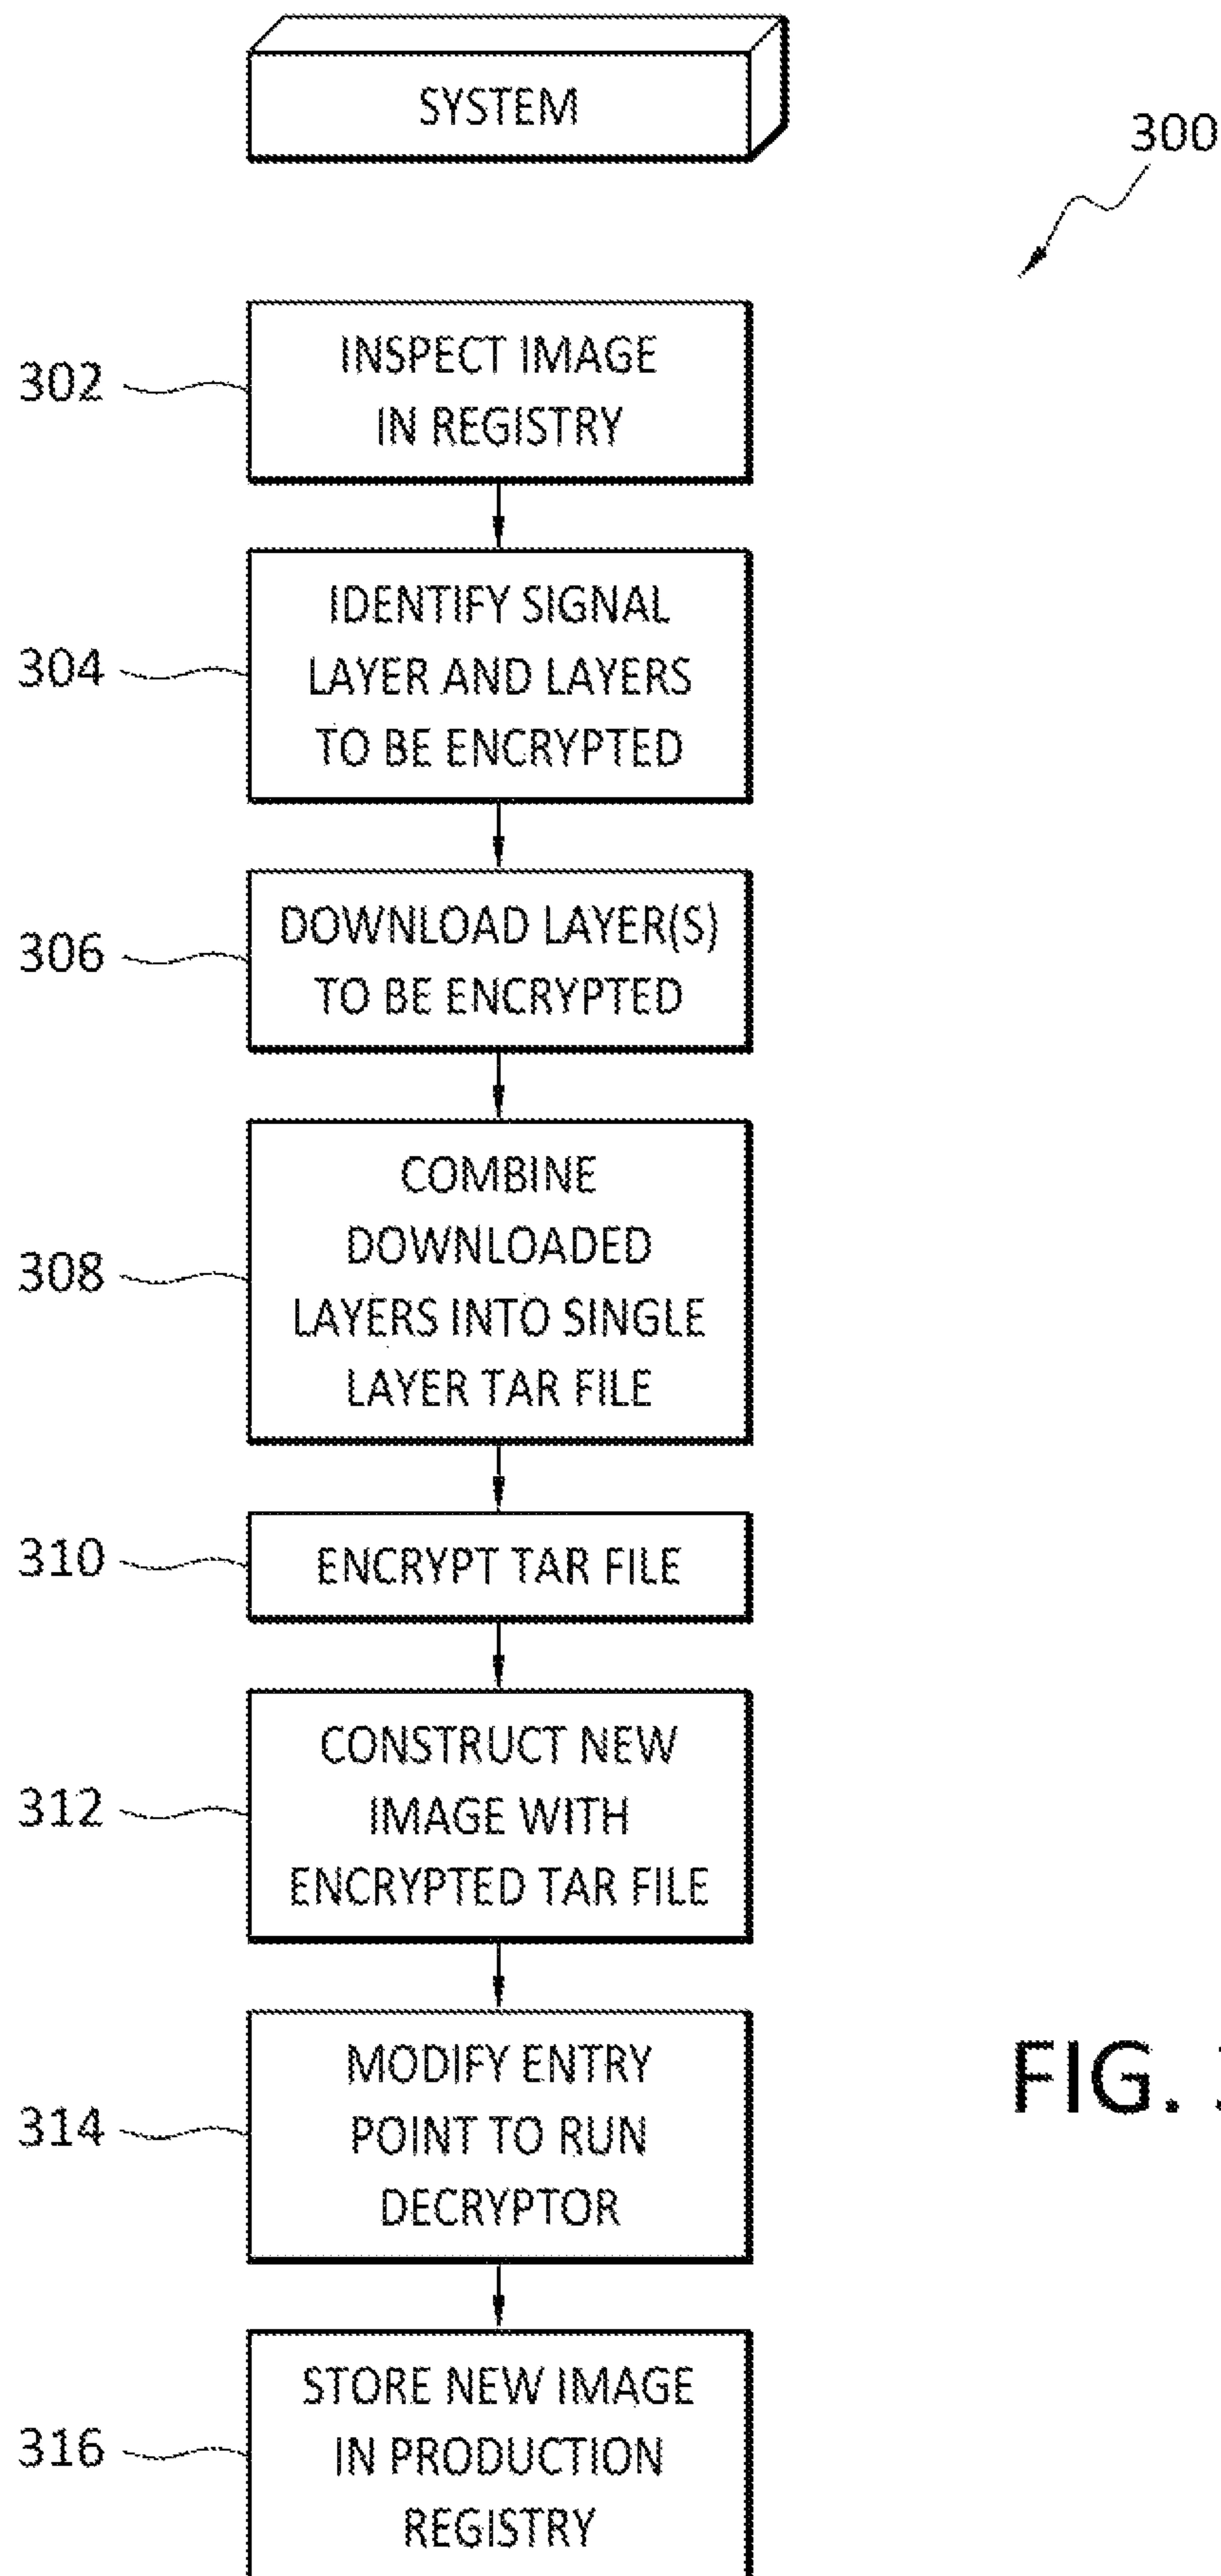 SYSTEM
300
302
INSPECT IMAGE
IN REGISTRY
304
IDENTIFY SIGNAL
LAYER AND LAYERS
TO BE ENCRYPTED
306
DOWNLOAD LAYER(S)
TO BE ENCRYPTED
308
COMBINE
DOWNLOADED
LAYERS INTO SINGLE
LAYER TAR FILE
310
ENCRYPT TAR FILE
312
CONSTRUCT NEW
IMAGE WITH
ENCRYPTED TAR FILE
314
MODIFY ENTRY
POINT TO RUN
DECRYPTOR
FIG.
316
STORE NEW IMAGE
IN PRODUCTION
REGISTRY